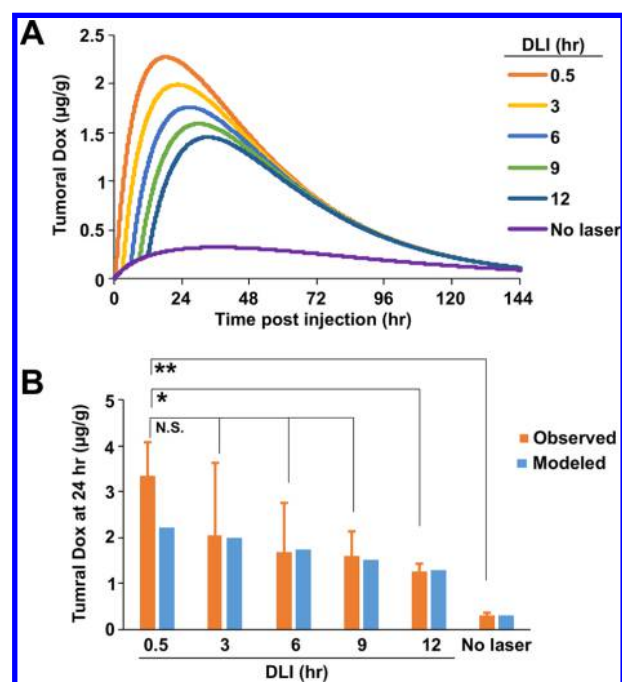 A
Tumoral Dox (µg/g)
2.5
2
1.5
1
0.5
0
0 24 48 72 96 120 144
Time post injection (hr)
DLI (hr)
0.5
3
6
9
12
No laser
B
Tumral Dox at 24 hr (µg/g)
5
4
3
2
1
0
**
*
N.S.
Observed
Modeled
0.5 3 6 9 12 No laser
DLI (hr)